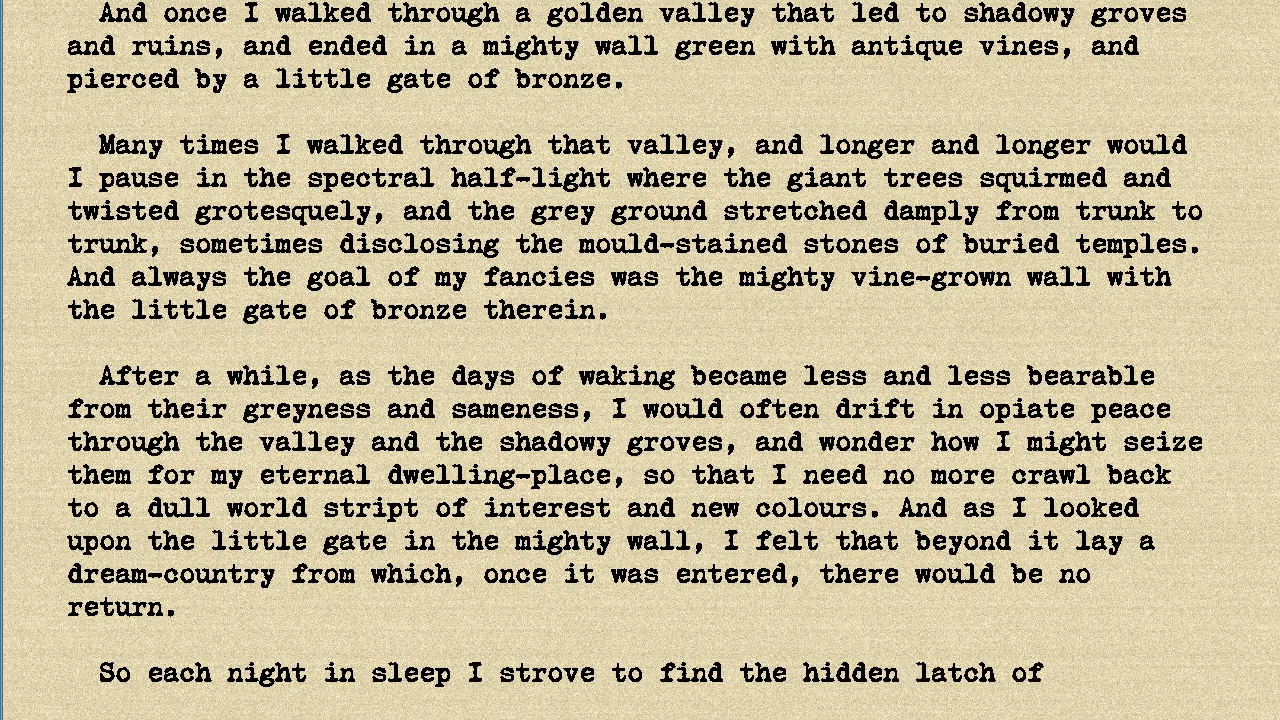 And once I walked through a golden valley that led to shadowy groves
and ruins, and ended in a mighty wall green with antique vines, and
pierced by a little gate of bronze.
Many times I walked through that valley, and longer and longer would
I pause in the spectral half-light where the giant trees squirmed and
twisted grotesquely, and the grey ground stretched damply from trunk to
trunk, sometimes disclosing the mould-stained stones of buried temples.
And always the goal of my fancies was the mighty vine-grown wall with
the little gate of bronze therein.
After a while, as the days of waking became less and less bearable
from their greyness and sameness, I would often drift in opiate peace
through the valley and the shadowy groves, and wonder how I might seize
them for my eternal dwelling-place, so that I need no more crawl back
to a dull world stript of interest and new colours. And as I looked
upon the little gate in the mighty wall, I felt that beyond it lay a
dream-country from which, once it was entered, there would be no
return.
So each night in sleep I strove to find the hidden latch of